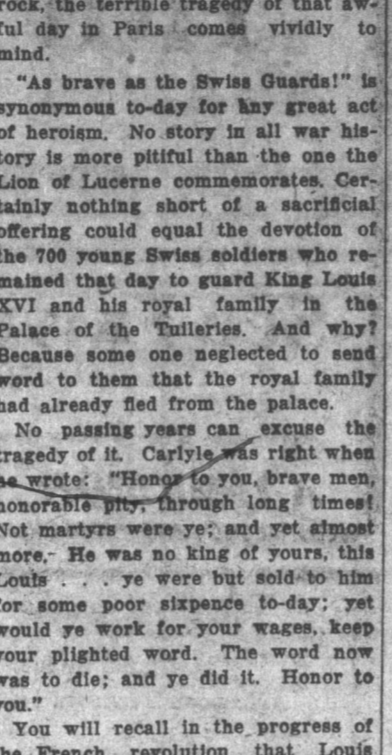 rock, the terrible tragedy of that aw-
ful day in Paris comes vividly to
mind.
"As brave as the Swiss Guards!" is
synonymous to-day for any great act
of heroism. No story in all war his-
tory is more pitiful than the one the
Lion of Lucerne commemorates. Cer-
tainly nothing short of a sacrificial
offering could equal the devotion of
the 700 young Swiss soldiers who re-
mained that day to guard King Louis
XVI and his royal family in the
Palace of the Tuileries. And why?
Because some one neglected to send
word to them that the royal family
had already fled from the palace.
No passing years can excuse the
tragedy of it. Carlyle was right when
he wrote: "Honor to you, brave men,
honorable pity, through long times!
Not martyrs were ye; and yet almost
more. He was no king of yours, this
Louis . . . ye were but sold to him
for some poor sixpence to-day; yet
would ye work for your wages, keep
your plighted word. The word now
was to die; and ye did it. Honor to
you."
You will recall in the progress of
the French revolution that Louis